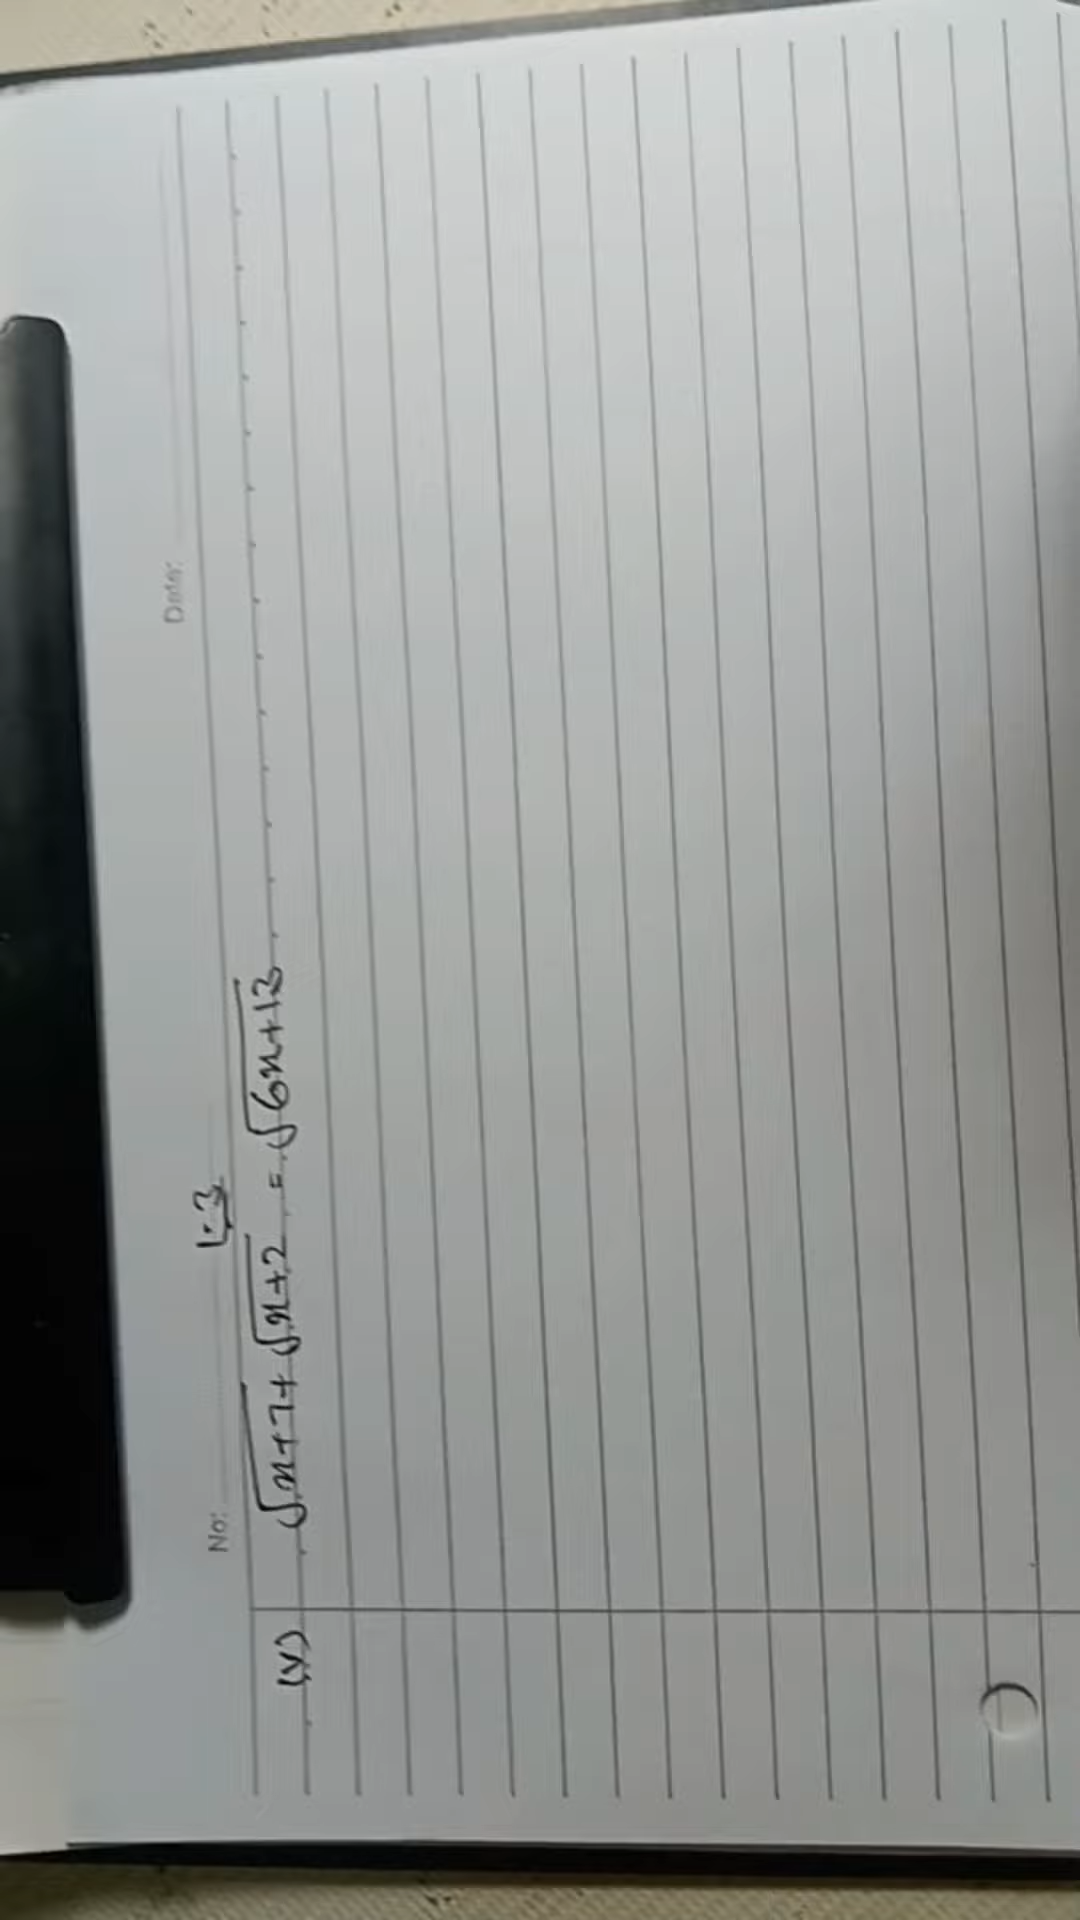 No: 1.3 Date:
(v) √x+7 + √x+2 = √6x+13